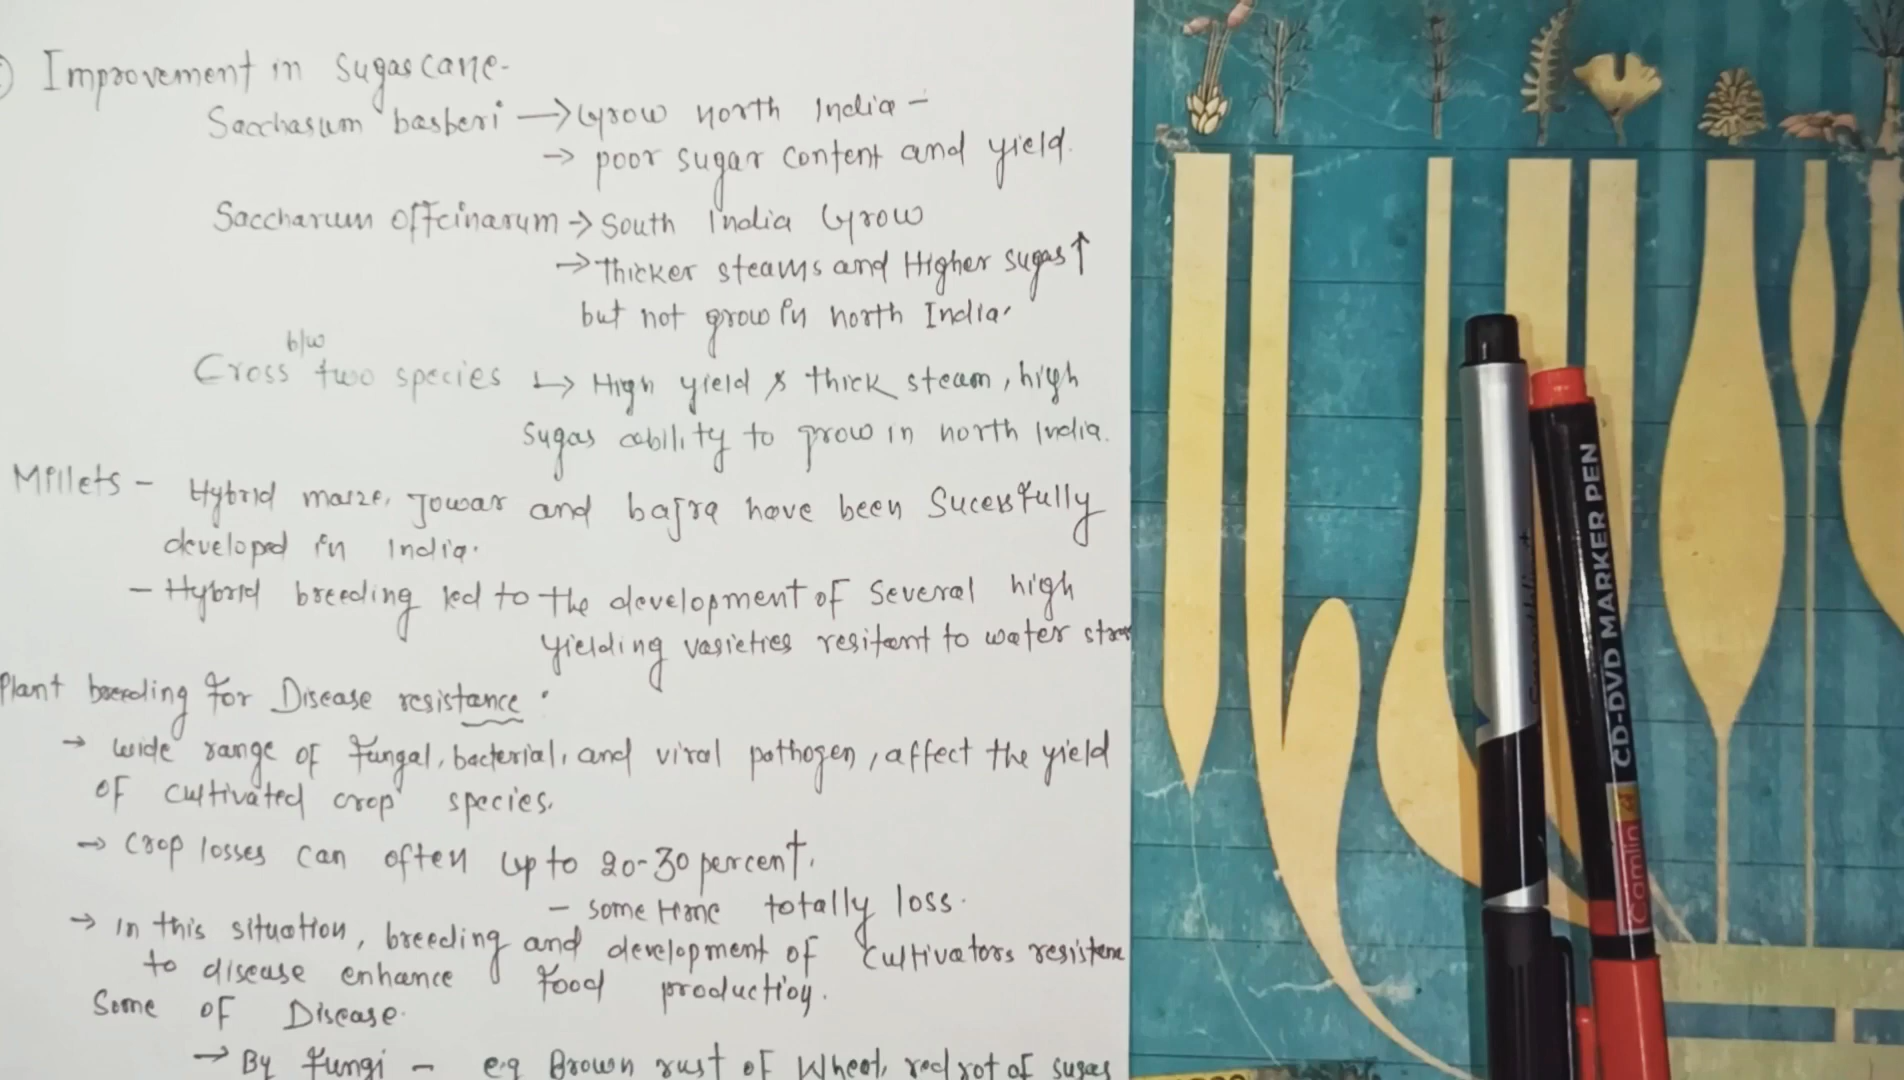 Improvement in Sugarcane-
Saccharum barberi → Grow north India -
→ poor sugar content and yield.
Saccharum offcinarum → South India Grow
→ Thicker steams and Higher sugar ↑
but not grow in north India.
b/w
Cross two species ↳ High yield & thick steam, high
sugar ability to grow in north India.
Millets - Hybrid maize, Jowar and bajra have been Sucessfully
developed in India.
- Hybrid breeding led to the development of Several high
yielding varieties resitant to water stress
Plant breeding for Disease resistance.
→ wide range of fungal, bacterial, and viral pathogen, affect the yield
of cultivated crop species.
→ Crop losses can often up to 20-30 percent.
- some time totally loss.
→ in this situation, breeding and development of Cultivators resistene
to disease enhance food production.
Some of Disease.
→ By fungi - e.g Brown rust of wheat, red rot of sugar
CD-DVD MARKER PEN
Camlin